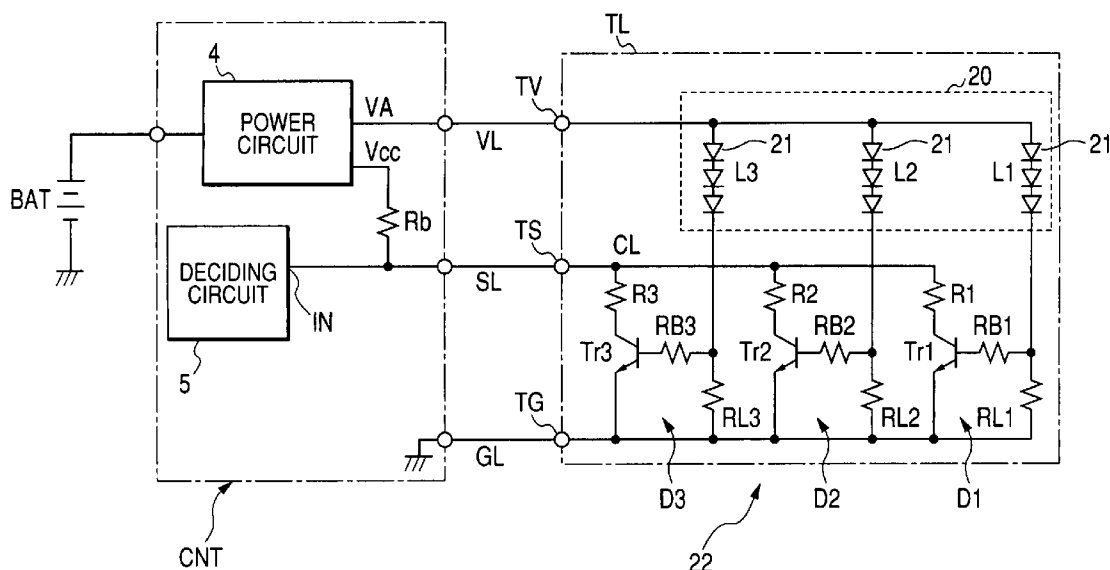 TL
4
20
POWER
CIRCUIT
VA
VL
TV
Vcc
21
21
21
L3
L2
L1
BAT
Rb
TS
CL
DECIDING
CIRCUIT
SL
IN
R3
R2
R1
RB3
RB2
RB1
Tr3
Tr2
Tr1
5
TG
RL3
RL2
RL1
GL
D3
D2
D1
CNT
22